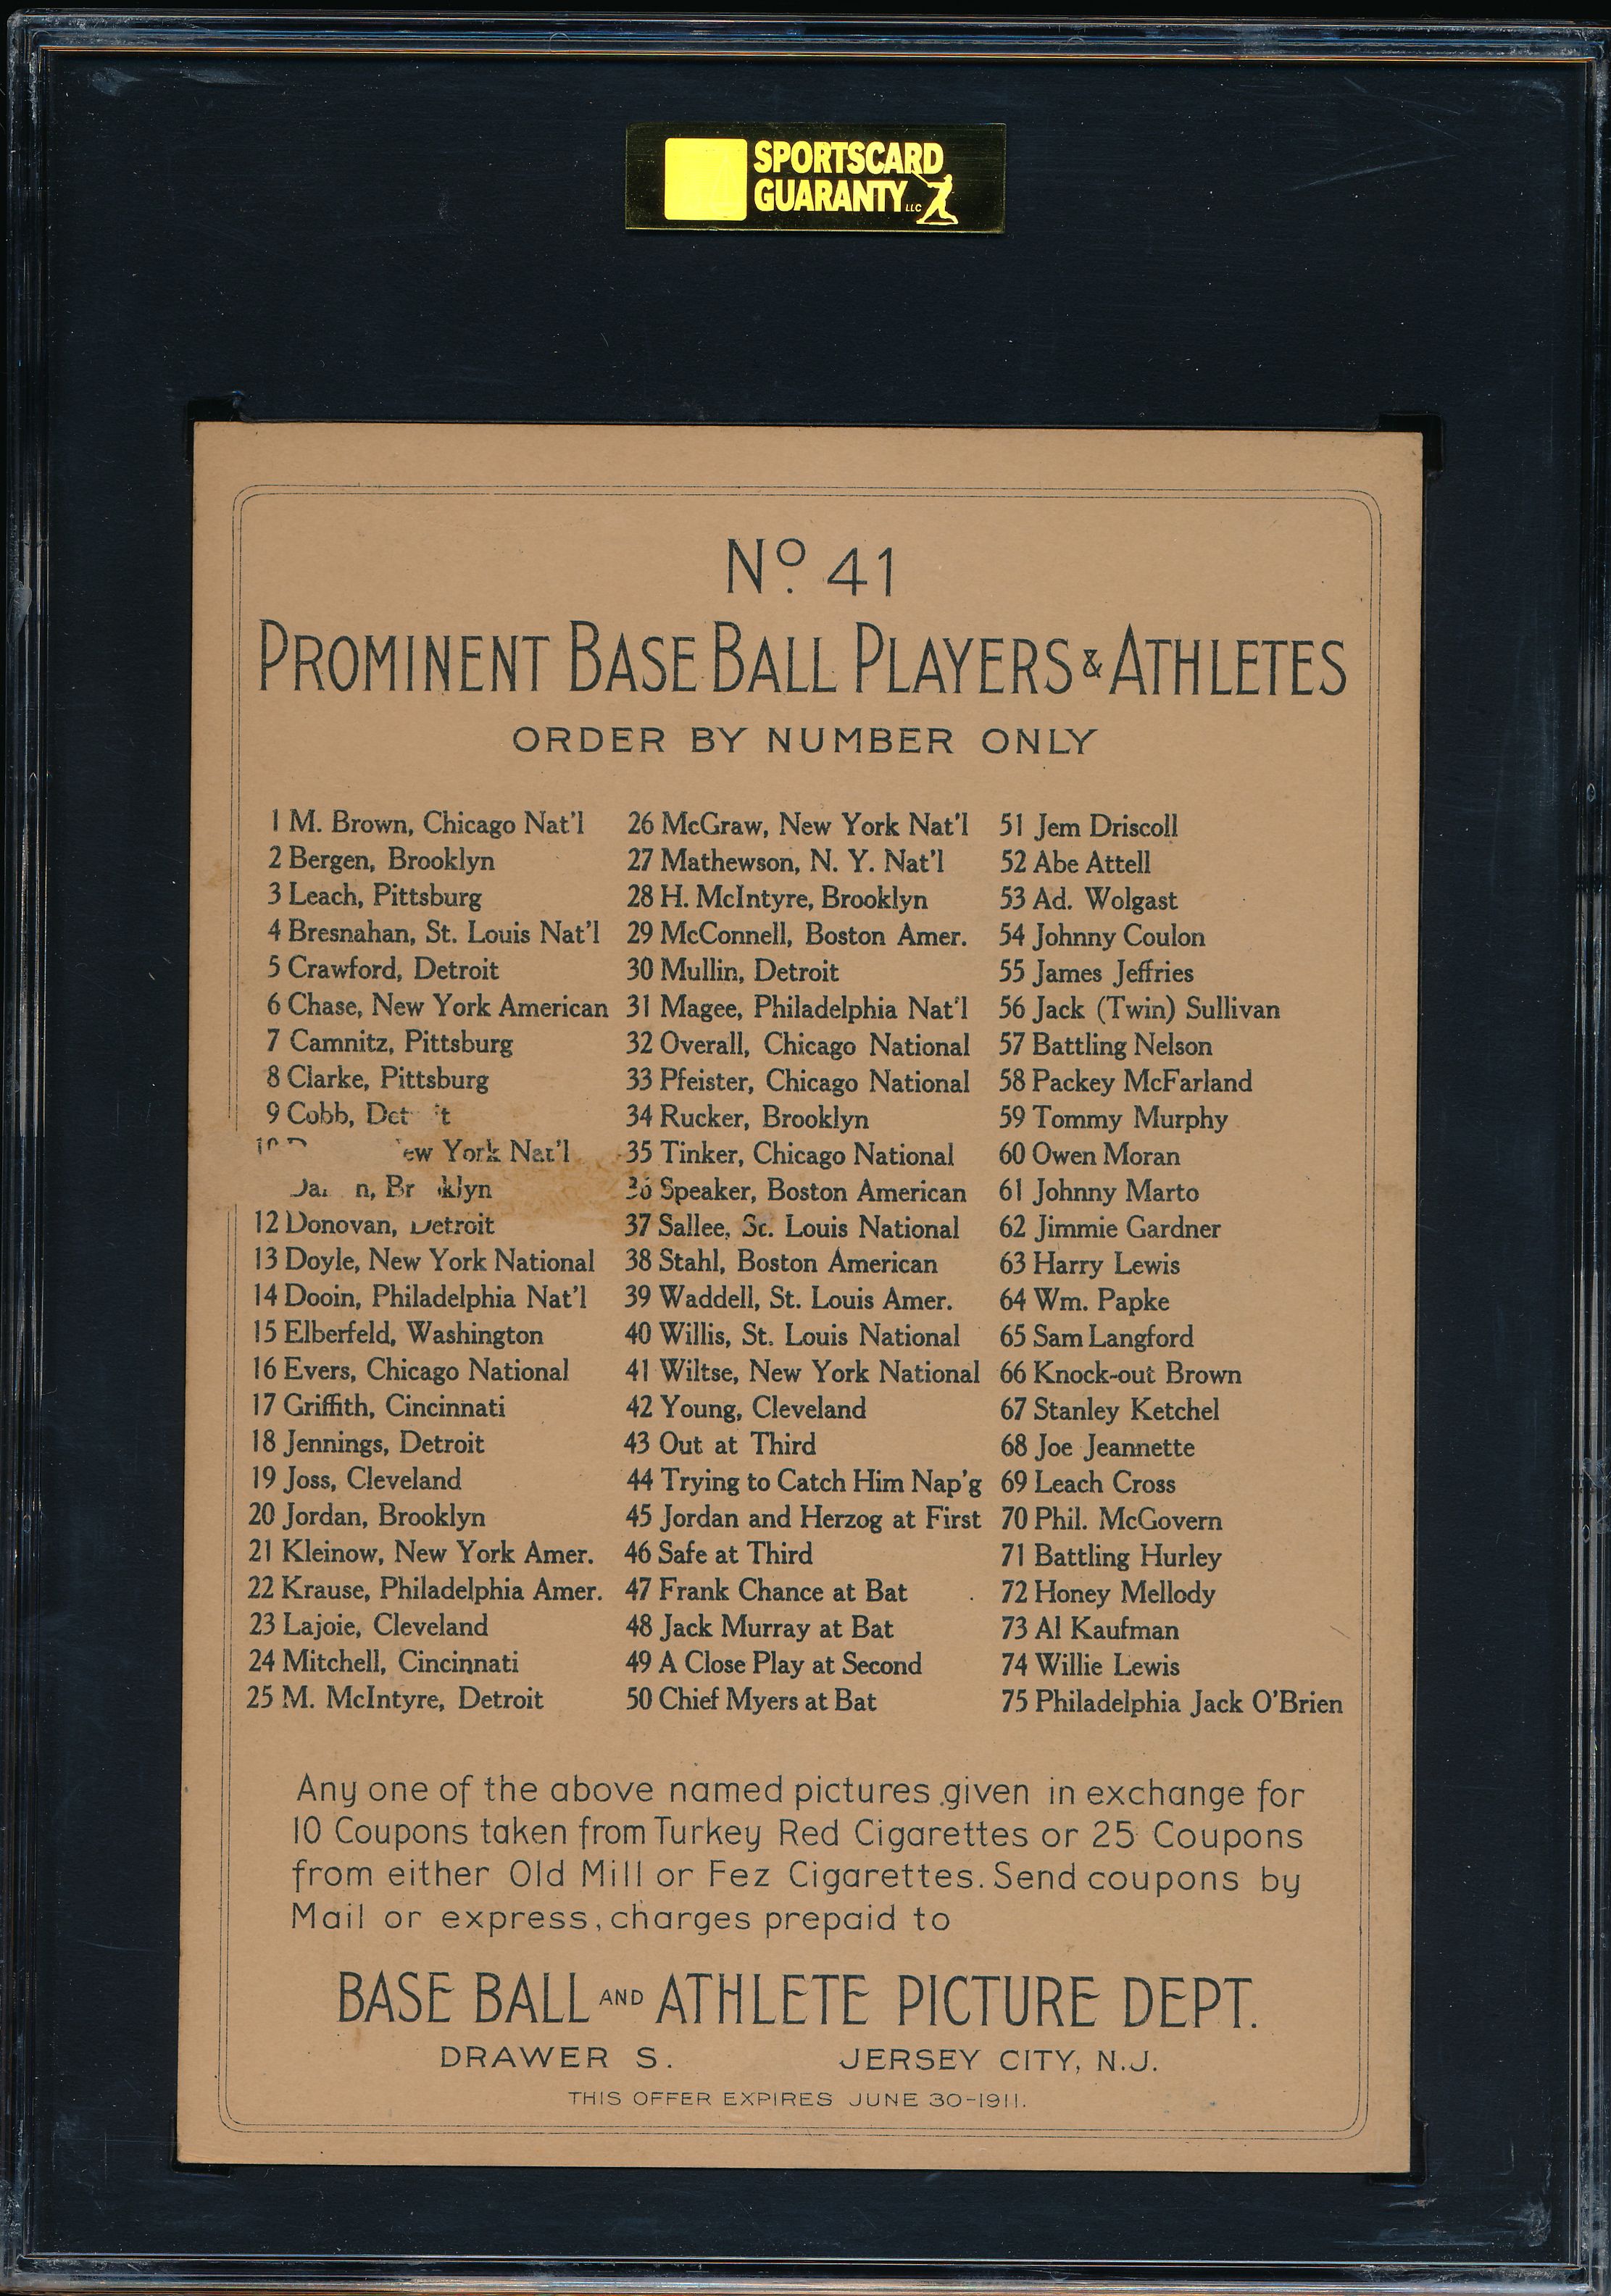 SPORTSCARD
GUARANTY LLC
Nº. 41
PROMINENT BASE BALL PLAYERS & ATHLETES
ORDER BY NUMBER ONLY
1 M. Brown, Chicago Nat'l
2 Bergen, Brooklyn
3 Leach, Pittsburg
4 Bresnahan, St. Louis Nat'l
5 Crawford, Detroit
6 Chase, New York American
7 Camnitz, Pittsburg
8 Clarke, Pittsburg
9 Cobb,
York Nat'l
12 Donovan, Detroit
13 Doyle, New York National
14 Dooin, Philadelphia Nat'l
15 Elberfeld, Washington
16 Evers, Chicago National
17 Griffith, Cincinnati
18 Jennings, Detroit
19 Joss, Cleveland
20 Jordan, Brooklyn
21 Kleinow, New York Amer.
22 Krause, Philadelphia Amer.
23 Lajoie, Cleveland
24 Mitchell, Cincinnati
25 M. McIntyre, Detroit
26 McGraw, New York Nat'l
27 Mathewson, N. Y. Nat'l
28 H. McIntyre, Brooklyn
29 McConnell, Boston Amer.
30 Mullin, Detroit
31 Magee, Philadelphia Nat'l
32 Overall, Chicago National
33 Pfeister, Chicago National
34 Rucker, Brooklyn
35 Tinker, Chicago National
36 Speaker, Boston American
37 Sallee, St. Louis National
38 Stahl, Boston American
39 Waddell, St. Louis Amer.
40 Willis, St. Louis National
41 Wiltse, New York National
42 Young, Cleveland
43 Out at Third
44 Trying to Catch Him Nap'g
45 Jordan and Herzog at First
46 Safe at Third
47 Frank Chance at Bat
48 Jack Murray at Bat
49 A Close Play at Second
50 Chief Myers at Bat
51 Jem Driscoll
52 Abe Attell
53 Ad. Wolgast
54 Johnny Coulon
55 James Jeffries
56 Jack (Twin) Sullivan
57 Battling Nelson
58 Packey McFarland
59 Tommy Murphy
60 Owen Moran
61 Johnny Marto
62 Jimmie Gardner
63 Harry Lewis
64 Wm. Papke
65 Sam Langford
66 Knock-out Brown
67 Stanley Ketchel
68 Joe Jeannette
69 Leach Cross
70 Phil. McGovern
71 Battling Hurley
72 Honey Mellody
73 Al Kaufman
74 Willie Lewis
75 Philadelphia Jack O'Brien
Any one of the above named pictures given in exchange for
10 Coupons taken from Turkey Red Cigarettes or 25 Coupons
from either Old Mill or Fez Cigarettes. Send coupons by
Mail or express, charges prepaid to
BASE BALL AND ATHLETE PICTURE DEPT.
DRAWER S. JERSEY CITY, N.J.
THIS OFFER EXPIRES JUNE 30-1911.